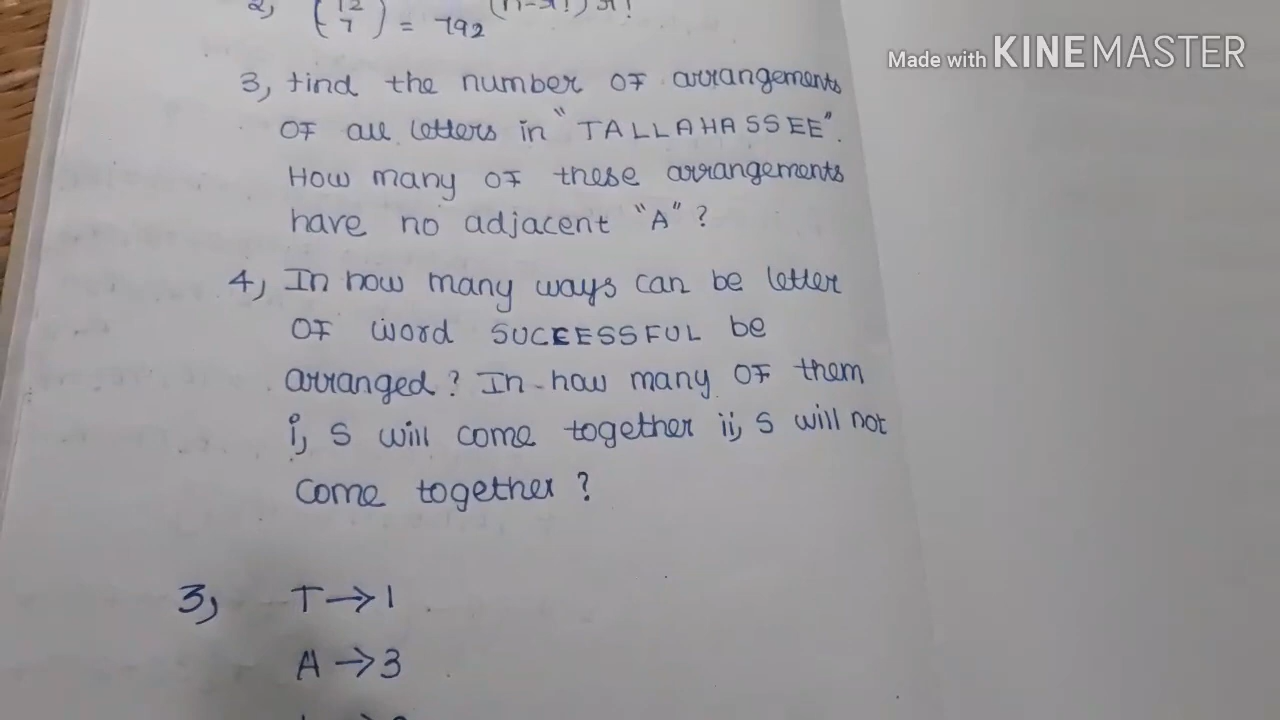 2, (12 7) = 792
Made with KINEMASTER
3, find the number of arrangements
of all letters in "TALLAHASSEE".
How many of these arrangements
have no adjacent "A" ?
4, In how many ways can be letter
of word SUCEESSFUL be
arranged? In how many of them
i, S will come together ii, S will not
come together ?
3, T → 1
A → 3